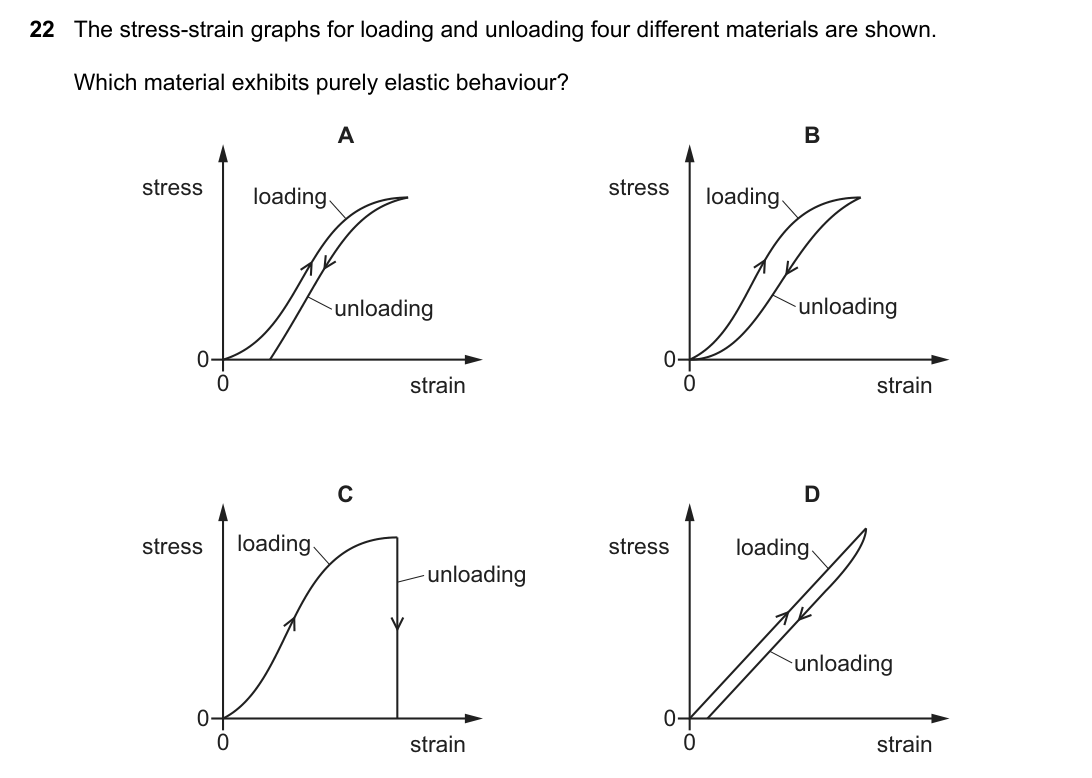 22 The stress-strain graphs for loading and unloading four different materials are shown.
Which material exhibits purely elastic behaviour?
A
stress
loading
unloading
0
0
strain
B
stress
loading
unloading
0
0
strain
C
stress
loading
unloading
0
0
strain
D
stress
loading
unloading
0
0
strain